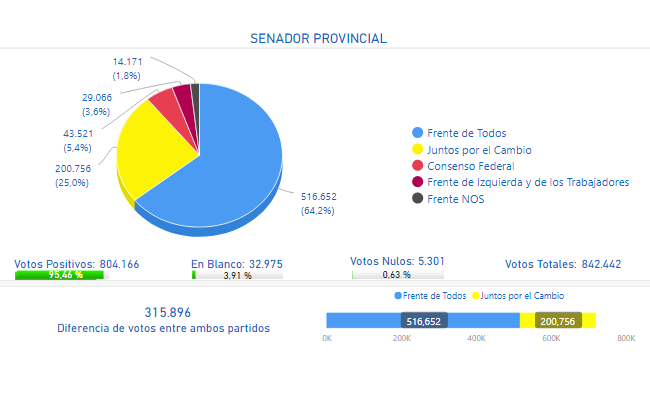 SENADOR PROVINCIAL
14.171
(1,8%)
29.066
(3,6%)
43.521
(5,4%)
200.756
(25,0%)
516.652
(64,2%)
Frente de Todos
Juntos por el Cambio
Consenso Federal
Frente de Izquierda y de los Trabajadores
Frente NOS
Votos Positivos: 804.166
95,46 %
En Blanco: 32.975
3,91 %
Votos Nulos: 5.301
0,63 %
Votos Totales: 842.442
315.896
Diferencia de votos entre ambos partidos
Frente de Todos Juntos por el Cambio
516,652 200,756
0K 200K 400K 600K 800K